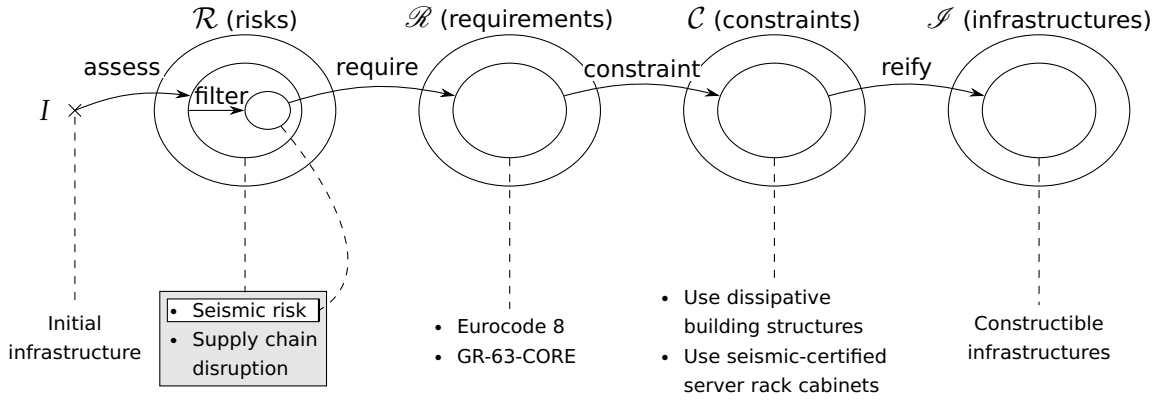 ℛ (risks)
ℛ (requirements)
𝒞 (constraints)
ℐ (infrastructures)
assess
filter
require
constraint
reify
I
Initial
infrastructure
• Seismic risk
• Supply chain
disruption
• Eurocode 8
• GR-63-CORE
• Use dissipative
building structures
• Use seismic-certified
server rack cabinets
Constructible
infrastructures